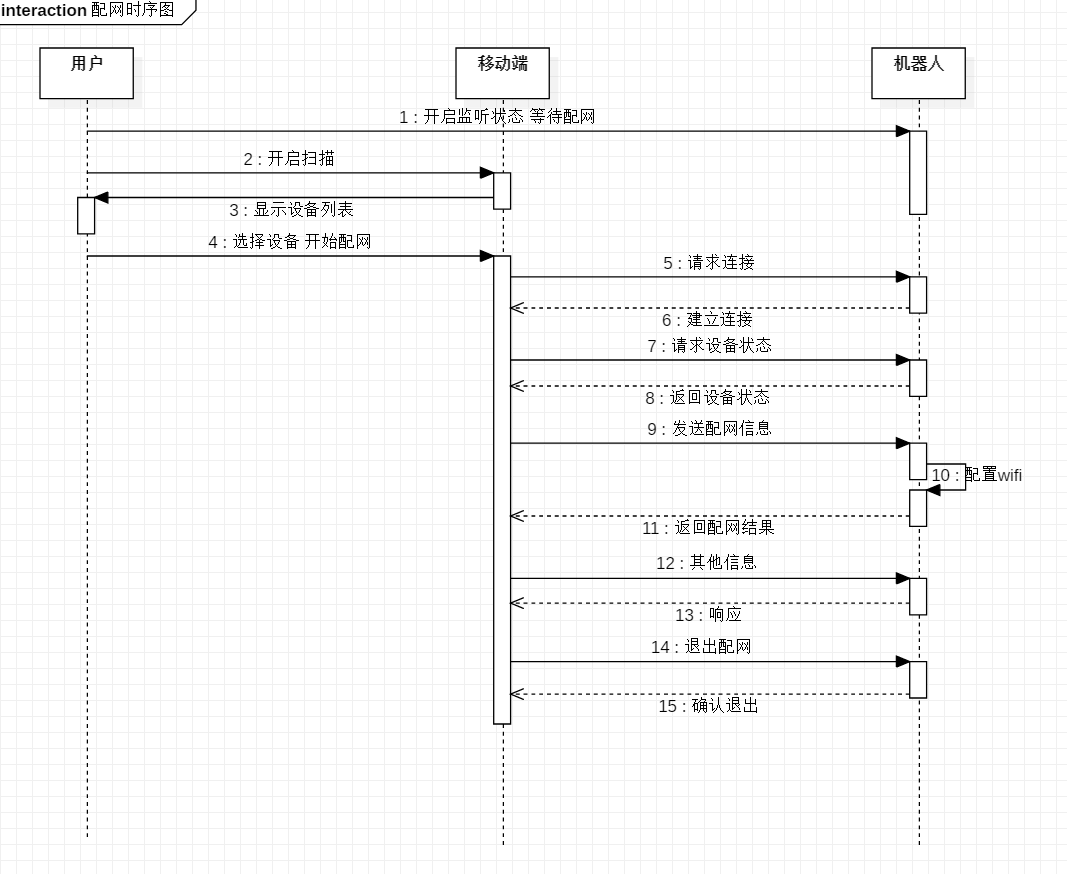 interaction 配网时序图
用户
移动端
机器人
1 : 开启监听状态 等待配网
2 : 开启扫描
3 : 显示设备列表
4 : 选择设备 开始配网
5 : 请求连接
6 : 建立连接
7 : 请求设备状态
8 : 返回设备状态
9 : 发送配网信息
10 : 配置wifi
11 : 返回配网结果
12 : 其他信息
13 : 响应
14 : 退出配网
15 : 确认退出